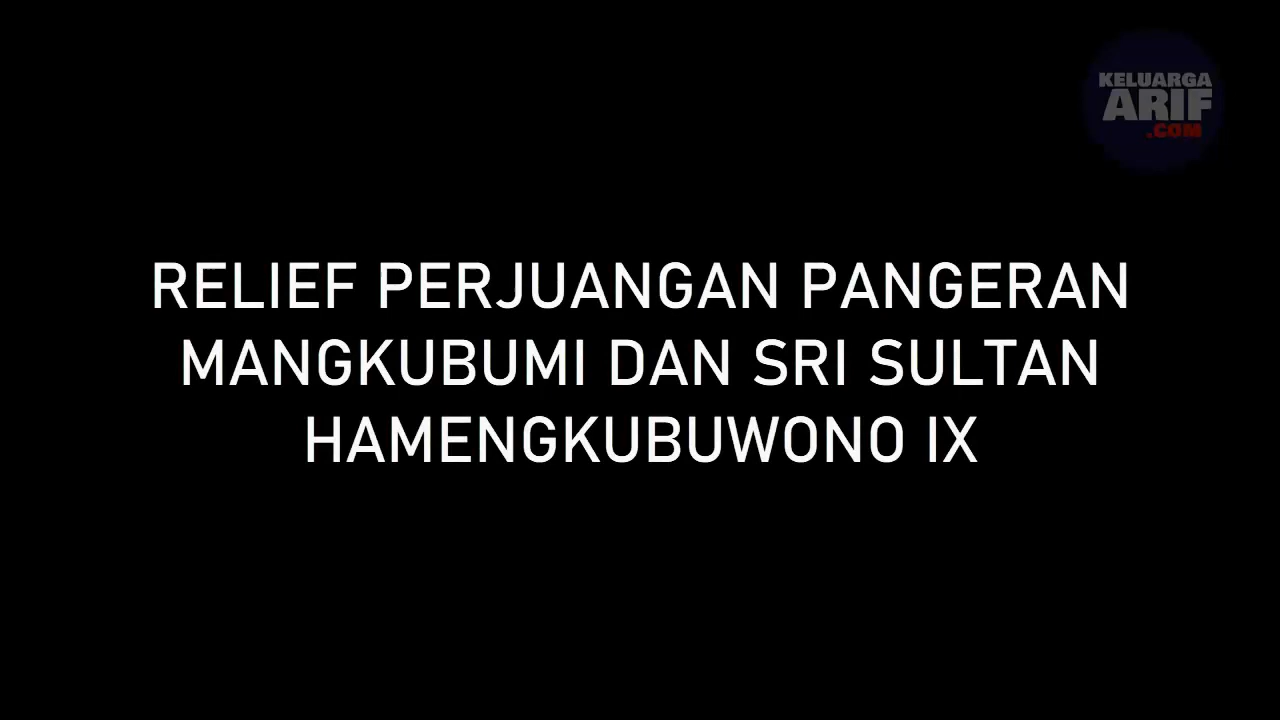 KELUARGA
ARIF
.COM
RELIEF PERJUANGAN PANGERAN
MANGKUBUMI DAN SRI SULTAN
HAMENGKUBUWONO IX